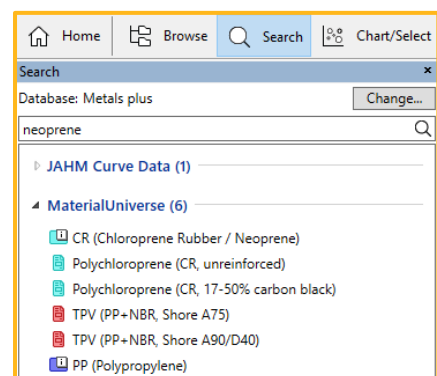 Home Browse Search Chart/Select
Search ×
Database: Metals plus Change...
neoprene
JAHM Curve Data (1)
MaterialUniverse (6)
CR (Chloroprene Rubber / Neoprene)
Polychloroprene (CR, unreinforced)
Polychloroprene (CR, 17-50% carbon black)
TPV (PP+NBR, Shore A75)
TPV (PP+NBR, Shore A90/D40)
PP (Polypropylene)